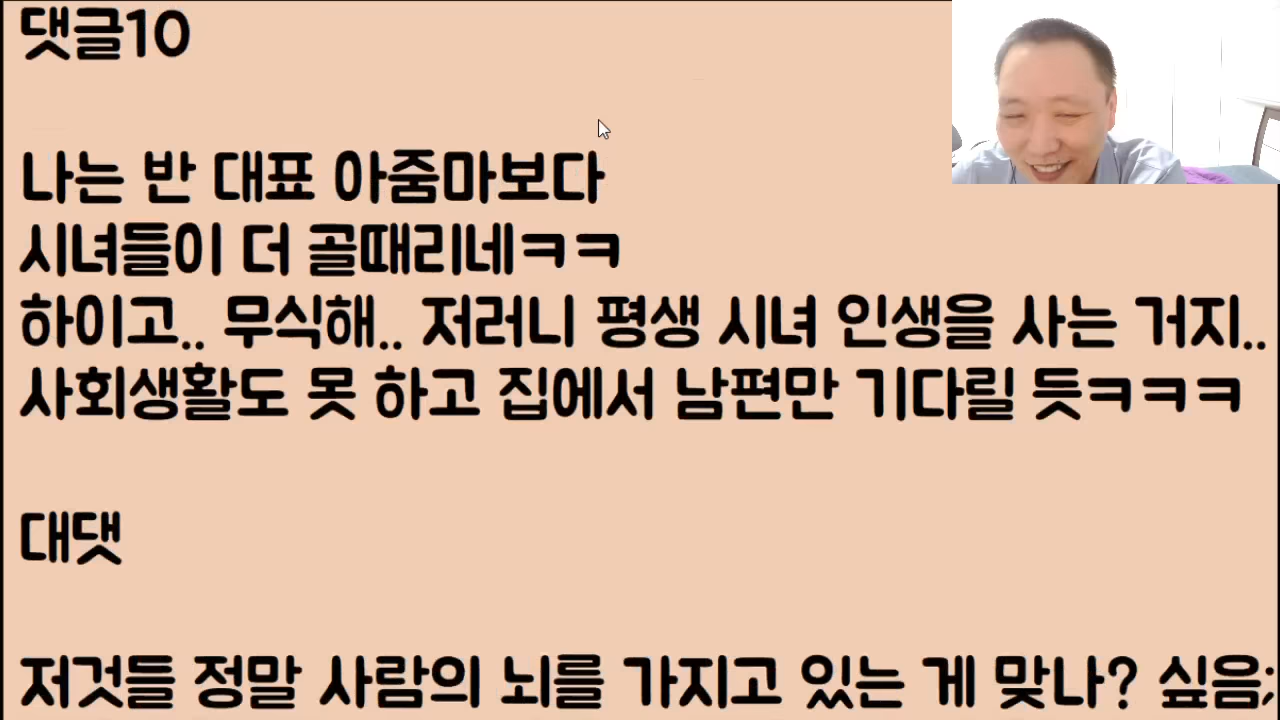 댓글10
나는 반 대표 아줌마보다
시녀들이 더 골때리네ㅋㅋ
하이고.. 무식해.. 저러니 평생 시녀 인생을 사는 거지..
사회생활도 못 하고 집에서 남편만 기다릴 듯ㅋㅋㅋ
대댓
저것들 정말 사람의 뇌를 가지고 있는 게 맞나? 싶음;